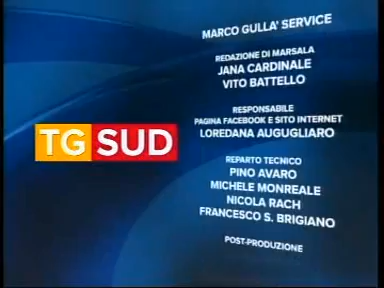 MARCO GULLA' SERVICE
REDAZIONE DI MARSALA
JANA CARDINALE
VITO BATTELLO
RESPONSABILE
PAGINA FACEBOOK E SITO INTERNET
LOREDANA AUGUGLIARO
TG SUD
REPARTO TECNICO
PINO AVARO
MICHELE MONREALE
NICOLA RACH
FRANCESCO S. BRIGIANO
POST-PRODUZIONE